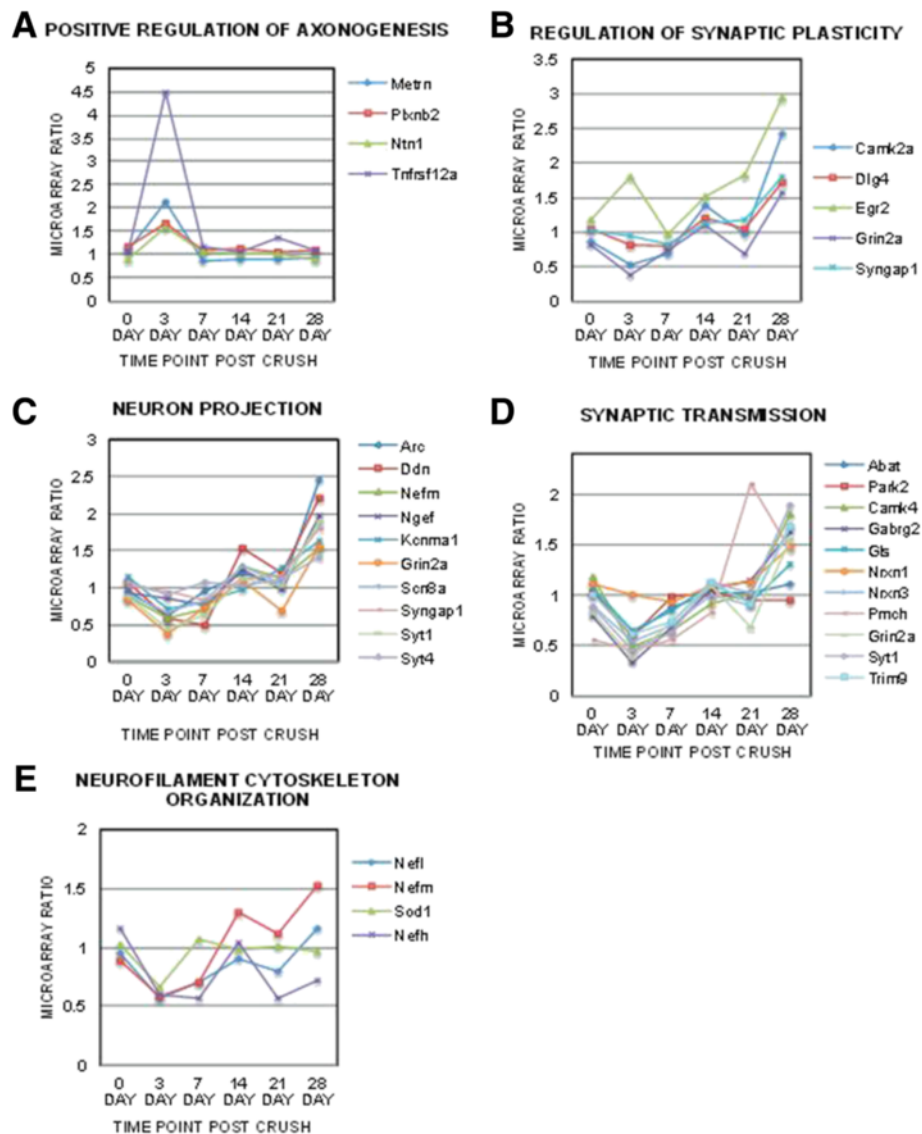 A POSITIVE REGULATION OF AXONOGENESIS
5
4.5
4
3.5
3
2.5
2
1.5
1
0.5
0
MICROARRAY RATIO
0 3 7 14 21 28
DAY DAY DAY DAY DAY DAY
TIME POINT POST CRUSH
Metrn
Plxnb2
Ntn1
Tnfrsf12a
B REGULATION OF SYNAPTIC PLASTICITY
3.5
3
2.5
2
1.5
1
0.5
0
MICROARRAY RATIO
0 3 7 14 21 28
DAY DAY DAY DAY DAY DAY
TIME POINT POST CRUSH
Camk2a
Dlg4
Egr2
Grin2a
Syngap1
C NEURON PROJECTION
3
2.5
2
1.5
1
0.5
0
MICROARRAY RATIO
0 3 7 14 21 28
DAY DAY DAY DAY DAY DAY
TIME POINT POST CRUSH
Arc
Ddn
Nefm
Ngef
Kcnma1
Grin2a
Scn8a
Syngap1
Syt1
Syt4
D SYNAPTIC TRANSMISSION
2
1.5
1
0.5
0
MICROARRAY RATIO
0 3 7 14 21 28
DAY DAY DAY DAY DAY DAY
TIME POINT POST CRUSH
Abat
Park2
Camk4
Gabrg2
Gls
Nrxn1
Nrxn3
Pmch
Grin2a
Syt1
Trim9
E NEUROFILAMENT CYTOSKELETON
ORGANIZATION
2
1.5
1
0.5
0
MICROARRAY RATIO
0 3 7 14 21 28
DAY DAY DAY DAY DAY DAY
TIME POINT POST CRUSH
Nefl
Nefm
Sod1
Nefh